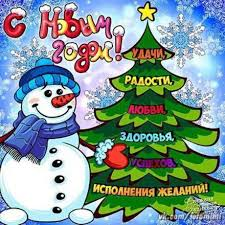 С Новым
годом!
УДАЧИ,
РАДОСТИ,
ЛЮБВИ,
ЗДОРОВЬЯ,
УСПЕХОВ,
ИСПОЛНЕНИЯ ЖЕЛАНИЙ!